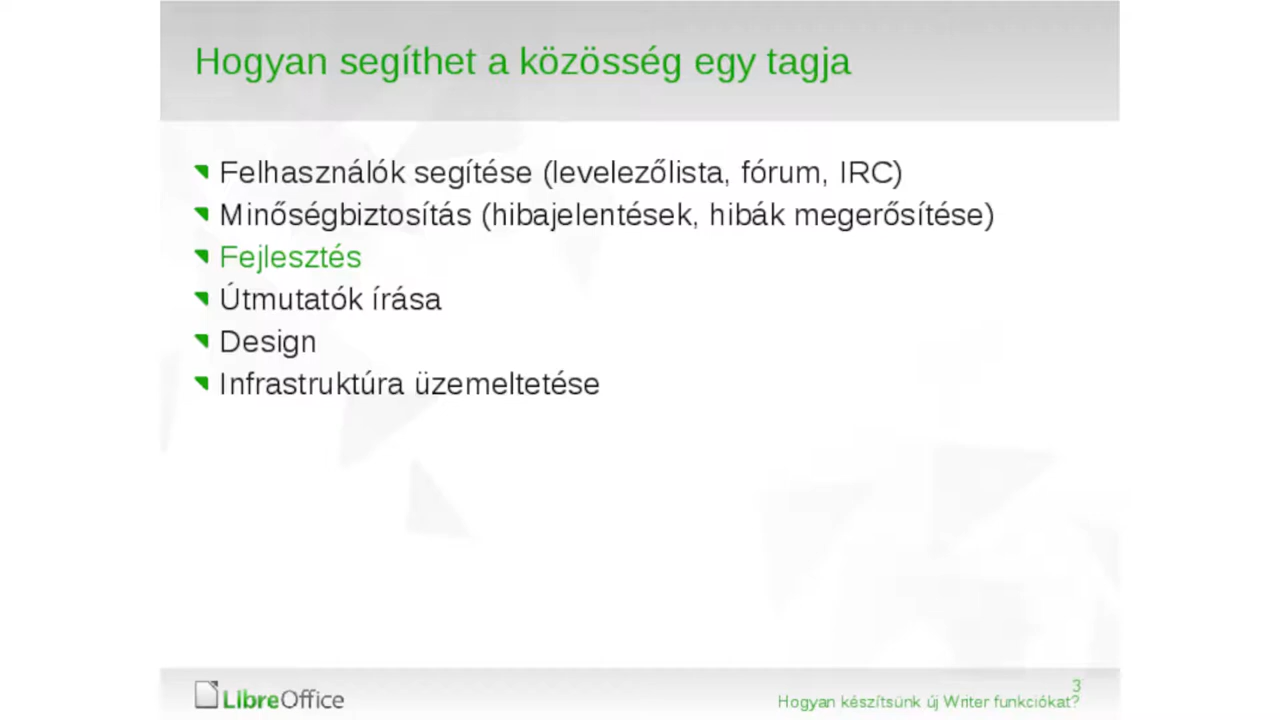 Hogyan segíthet a közösség egy tagja
Felhasználók segítése (levelezőlista, fórum, IRC)
Minőségbiztosítás (hibajelentések, hibák megerősítése)
Fejlesztés
Útmutatók írása
Design
Infrastruktúra üzemeltetése
LibreOffice
3
Hogyan készítsünk új Writer funkciókat?